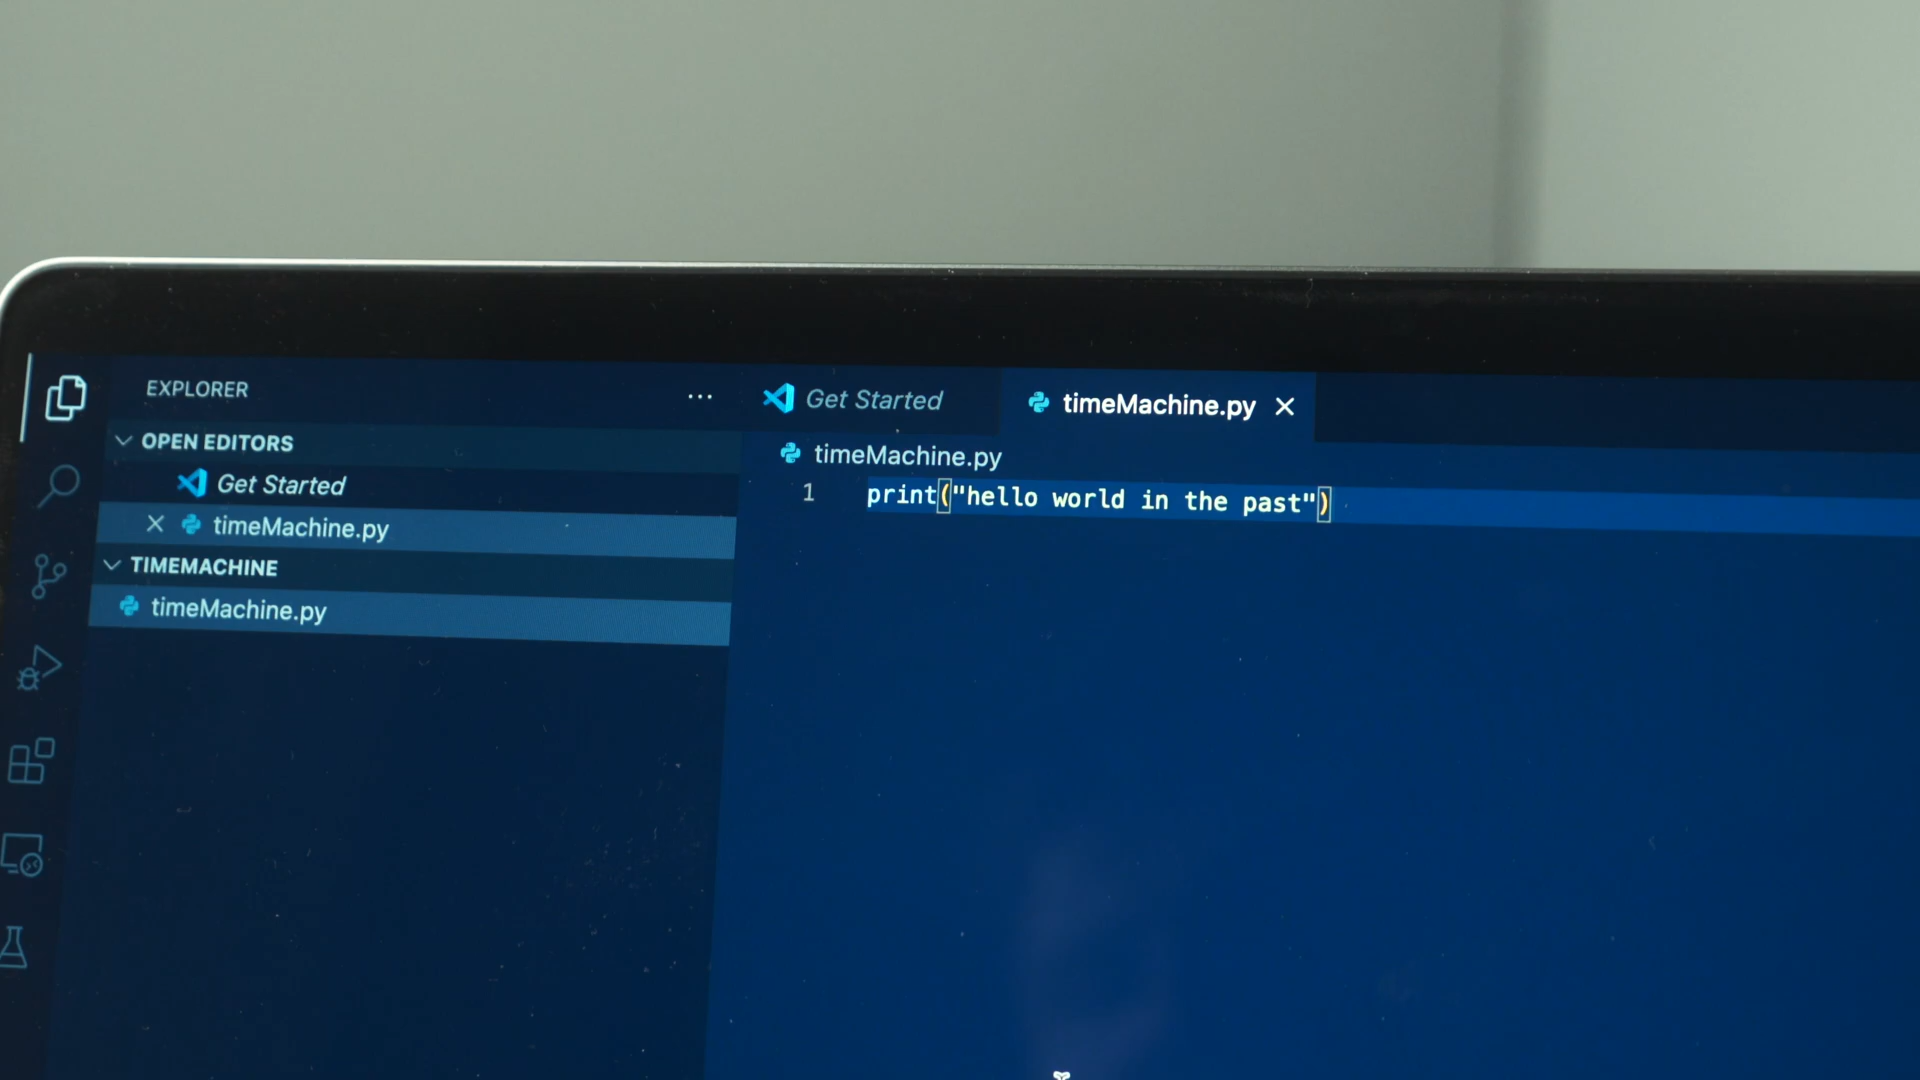 EXPLORER
OPEN EDITORS
Get Started
timeMachine.py
TIMEMACHINE
timeMachine.py
Get Started
timeMachine.py
timeMachine.py
1 print("hello world in the past")